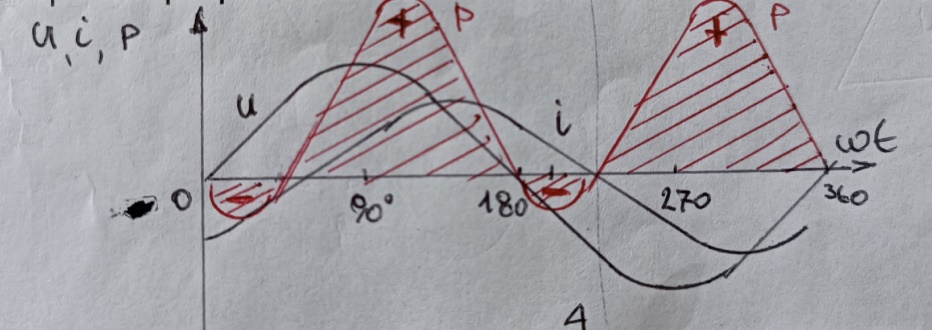 u, i, p
+ p + p
u i
ωt
0 - 90° 180 - 270 360
4